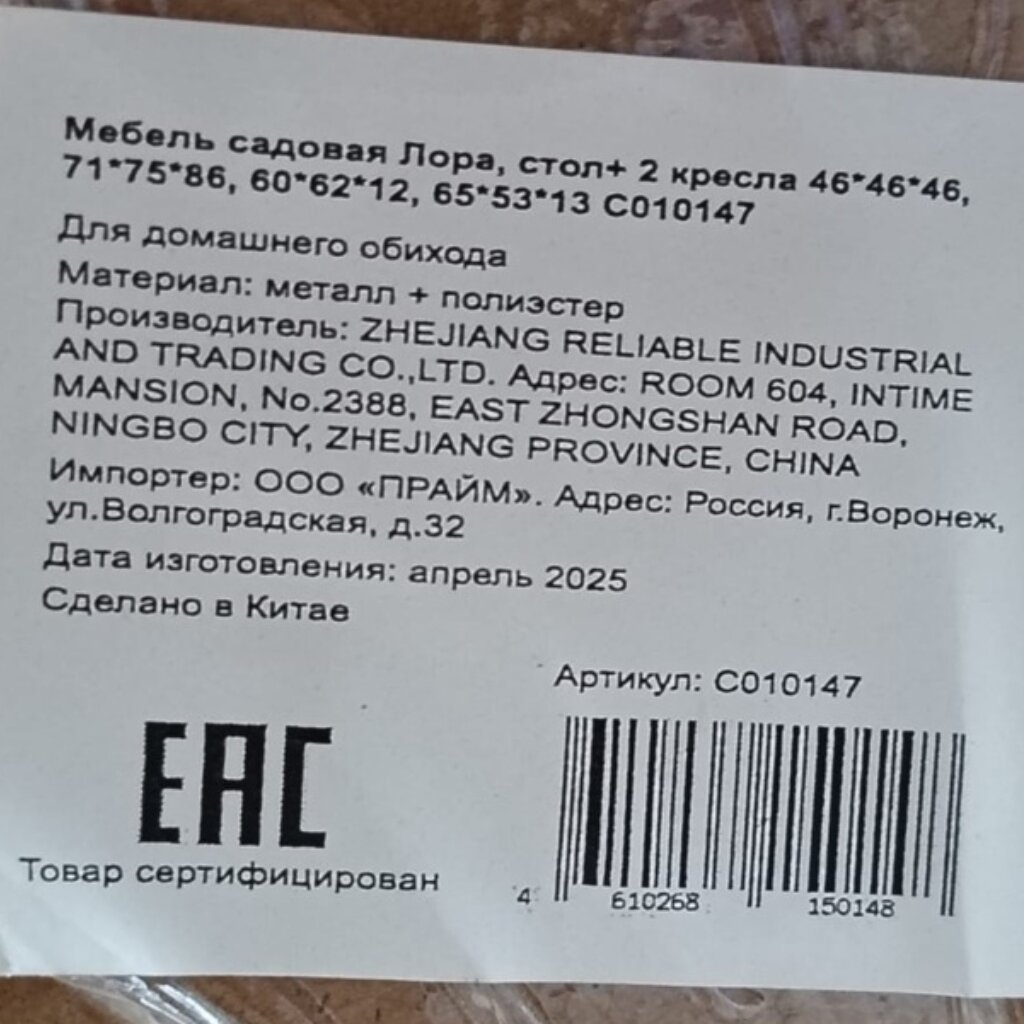 Мебель садовая Лора, стол+ 2 кресла 46*46*46,
71*75*86, 60*62*12, 65*53*13 С010147
Для домашнего обихода
Материал: металл + полиэстер
Производитель: ZHEJIANG RELIABLE INDUSTRIAL
AND TRADING CO.,LTD. Адрес: ROOM 604, INTIME
MANSION, No.2388, EAST ZHONGSHAN ROAD,
NINGBO CITY, ZHEJIANG PROVINCE, CHINA
Импортер: ООО «ПРАЙМ». Адрес: Россия, г.Воронеж,
ул.Волгоградская, д.32
Дата изготовления: апрель 2025
Сделано в Китае
Артикул: С010147
EAC
Товар сертифицирован
4 610268 150148